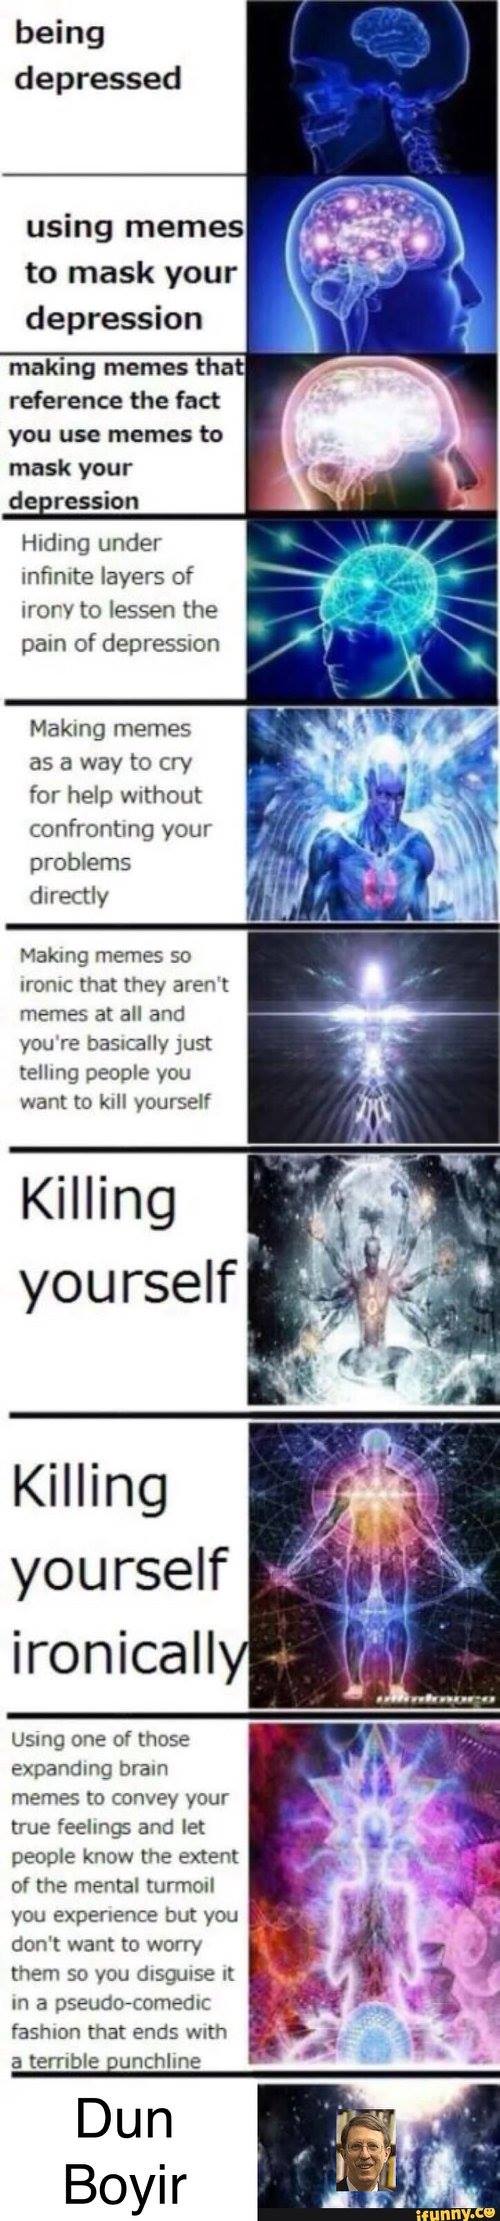 being
depressed
using memes
to mask your
depression
making memes that
reference the fact
you use memes to
mask your
depression
Hiding under
infinite layers of
irony to lessen the
pain of depression
Making memes
as a way to cry
for help without
confronting your
problems
directly
Making memes so
ironic that they aren't
memes at all and
you're basically just
telling people you
want to kill yourself
Killing
yourself
Killing
yourself
ironically
Using one of those
expanding brain
memes to convey your
true feelings and let
people know the extent
of the mental turmoil
you experience but you
don't want to worry
them so you disguise it
in a pseudo-comedic
fashion that ends with
a terrible punchline
Dun
Boyir
ifunny.co